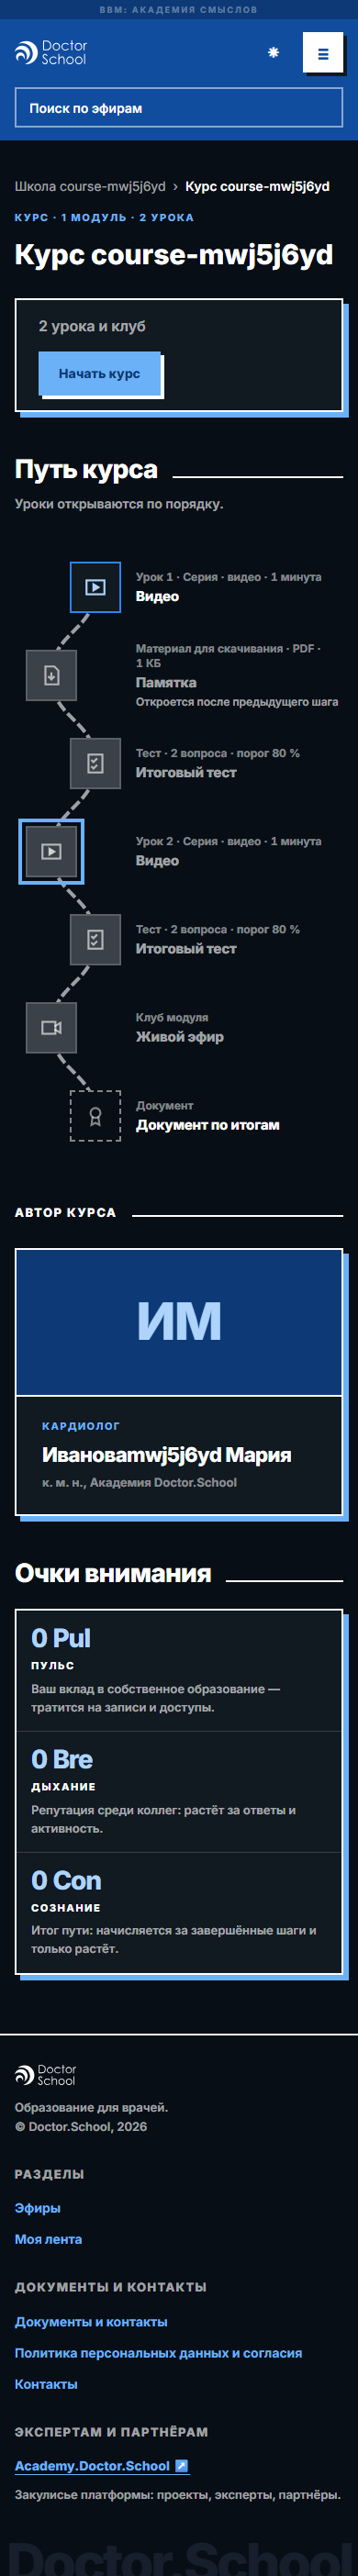 ВВМ: АКАДЕМИЯ СМЫСЛОВ
Doctor
School
Поиск по эфирам
Школа course-mwj5j6yd › Курс course-mwj5j6yd
КУРС · 1 МОДУЛЬ · 2 УРОКА
Курс course-mwj5j6yd
2 урока и клуб
Начать курс
Путь курса
Уроки открываются по порядку.
Урок 1 · Серия · видео · 1 минута
Видео
Материал для скачивания · PDF ·
1 КБ
Памятка
Откроется после предыдущего шага
Тест · 2 вопроса · порог 80 %
Итоговый тест
Урок 2 · Серия · видео · 1 минута
Видео
Тест · 2 вопроса · порог 80 %
Итоговый тест
Клуб модуля
Живой эфир
Документ
Документ по итогам
АВТОР КУРСА
ИМ
КАРДИОЛОГ
Ивановаmwj5j6yd Мария
к. м. н., Академия Doctor.School
Очки внимания
0 Pul
ПУЛЬС
Ваш вклад в собственное образование —
тратится на записи и доступы.
0 Bre
ДЫХАНИЕ
Репутация среди коллег: растёт за ответы и
активность.
0 Con
СОЗНАНИЕ
Итог пути: начисляется за завершённые шаги и
только растёт.
Doctor
School
Образование для врачей.
© Doctor.School, 2026
РАЗДЕЛЫ
Эфиры
Моя лента
ДОКУМЕНТЫ И КОНТАКТЫ
Документы и контакты
Политика персональных данных и согласия
Контакты
ЭКСПЕРТАМ И ПАРТНЁРАМ
Academy.Doctor.School ↗
Закулисье платформы: проекты, эксперты, партнёры.
Doctor.School